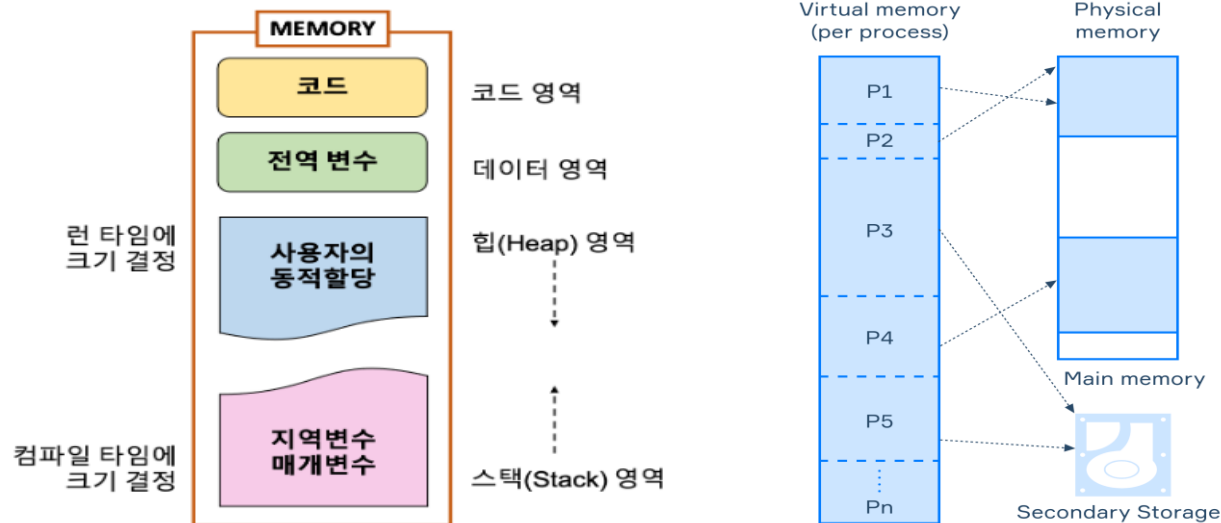 MEMORY
코드
코드 영역
전역 변수
데이터 영역
런 타임에
크기 결정
사용자의
동적할당
힙(Heap) 영역
컴파일 타임에
크기 결정
지역변수
매개변수
스택(Stack) 영역
Virtual memory
(per process)
P1
P2
P3
P4
P5
Pn
Physical
memory
Main memory
Secondary Storage